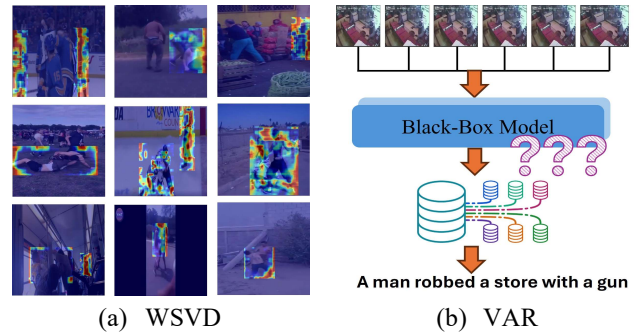 Black-Box Model
???
A man robbed a store with a gun
(a) WSVD
(b) VAR